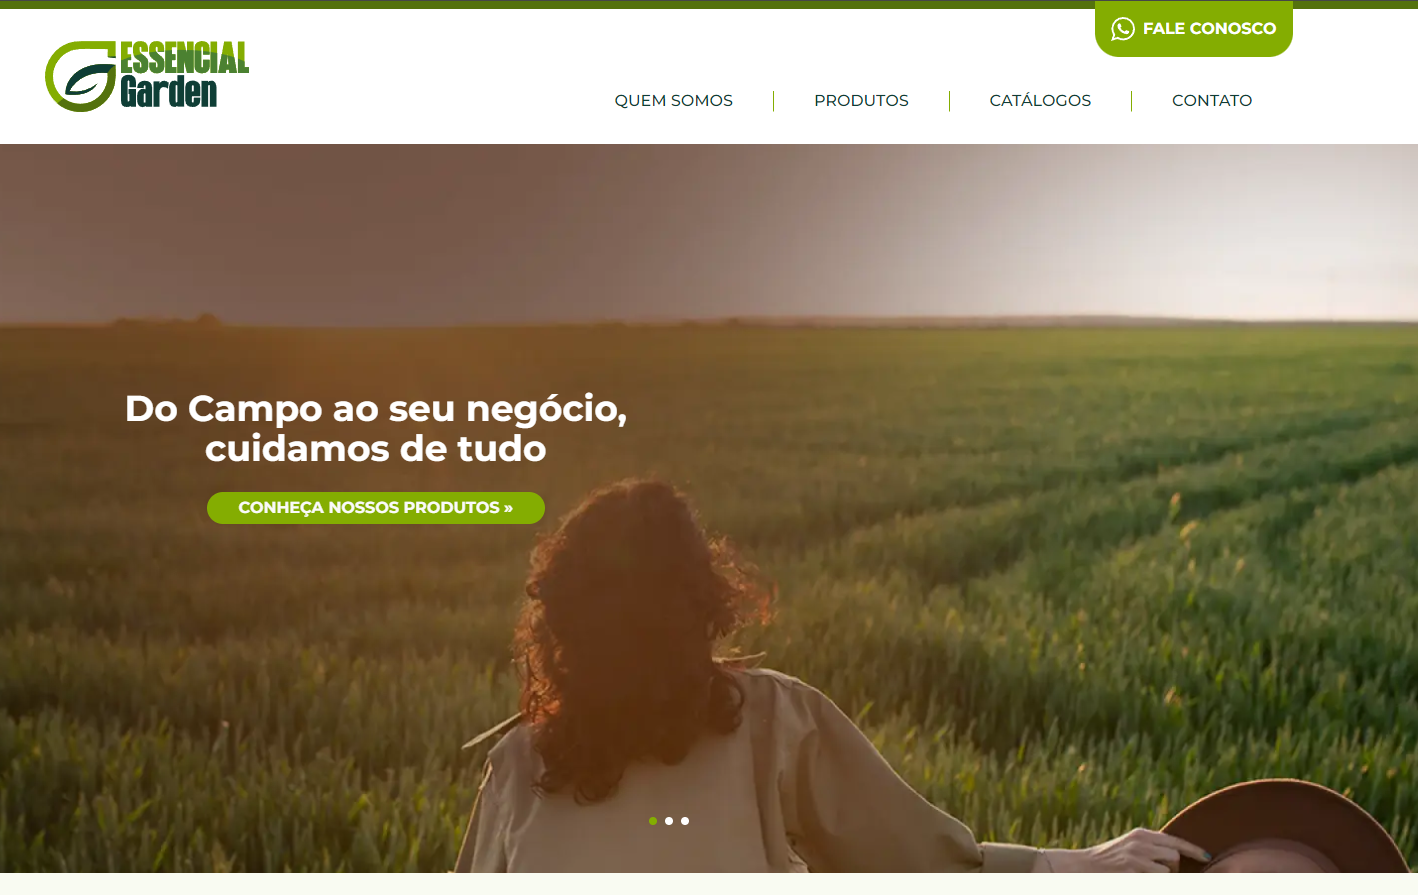 FALE CONOSCO
ESSENCIAL
Garden
QUEM SOMOS
PRODUTOS
CATÁLOGOS
CONTATO
Do Campo ao seu negócio,
cuidamos de tudo
CONHEÇA NOSSOS PRODUTOS »